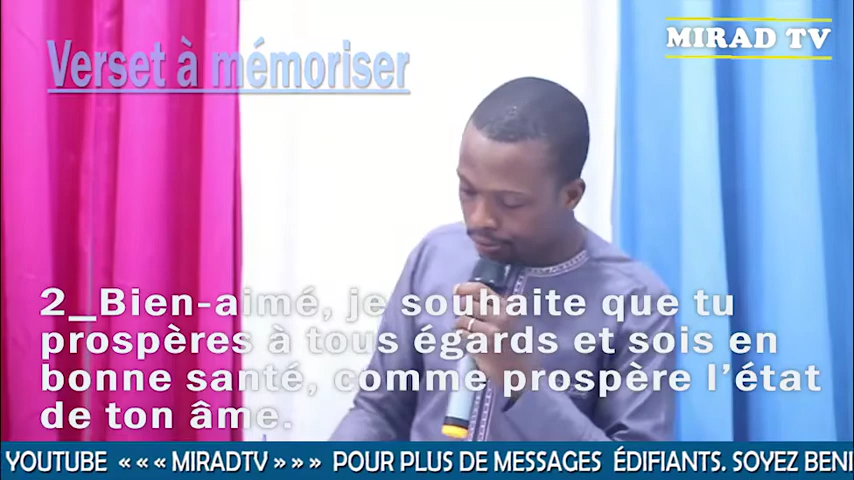 Verset à mémoriser
MIRAD TV
2_Bien-aimé, je souhaite que tu
prospères à tous égards et sois en
bonne santé, comme prospère l'état
de ton âme.
YOUTUBE « « « MIRADTV » » » POUR PLUS DE MESSAGES ÉDIFIANTS. SOYEZ BENI